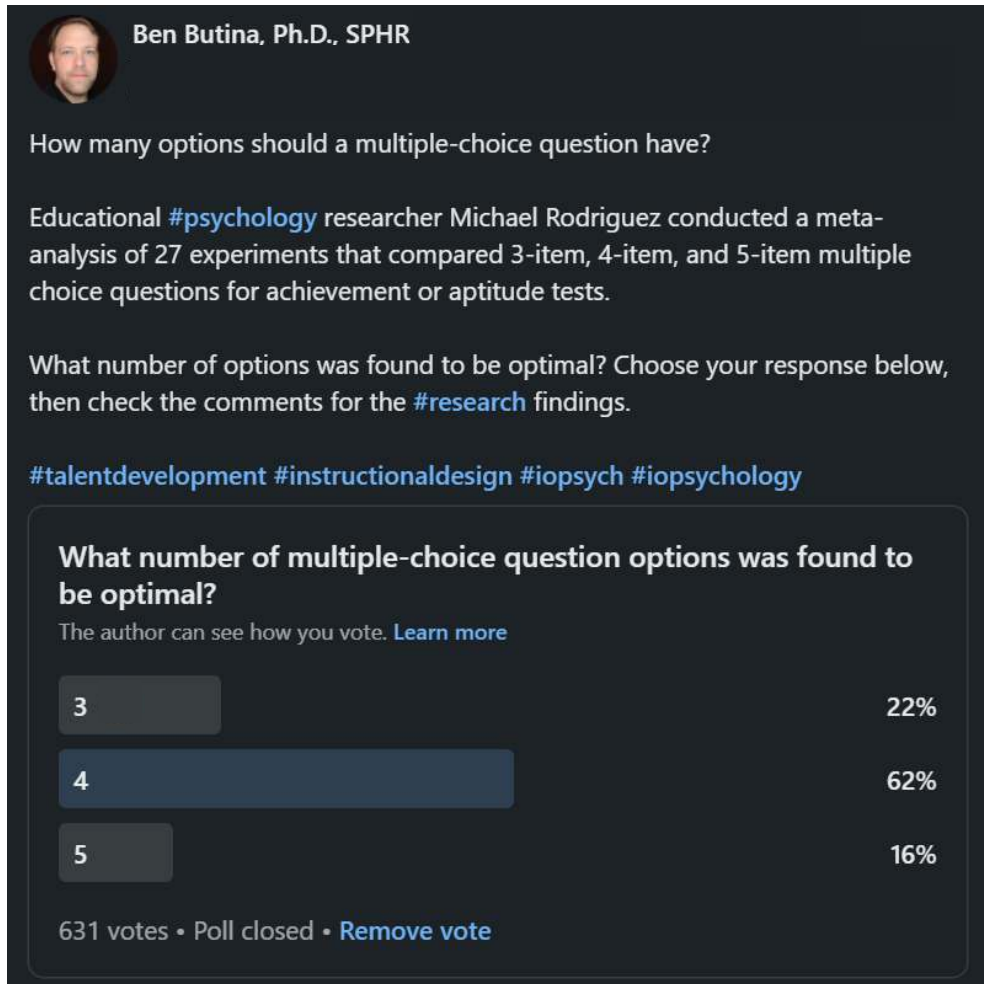 Ben Butina, Ph.D., SPHR
How many options should a multiple-choice question have?
Educational #psychology researcher Michael Rodriguez conducted a meta-
analysis of 27 experiments that compared 3-item, 4-item, and 5-item multiple
choice questions for achievement or aptitude tests.
What number of options was found to be optimal? Choose your response below,
then check the comments for the #research findings.
#talentdevelopment #instructionaldesign #iopsych #iopsychology
What number of multiple-choice question options was found to
be optimal?
The author can see how you vote. Learn more
3 22%
4 62%
5 16%
631 votes • Poll closed • Remove vote